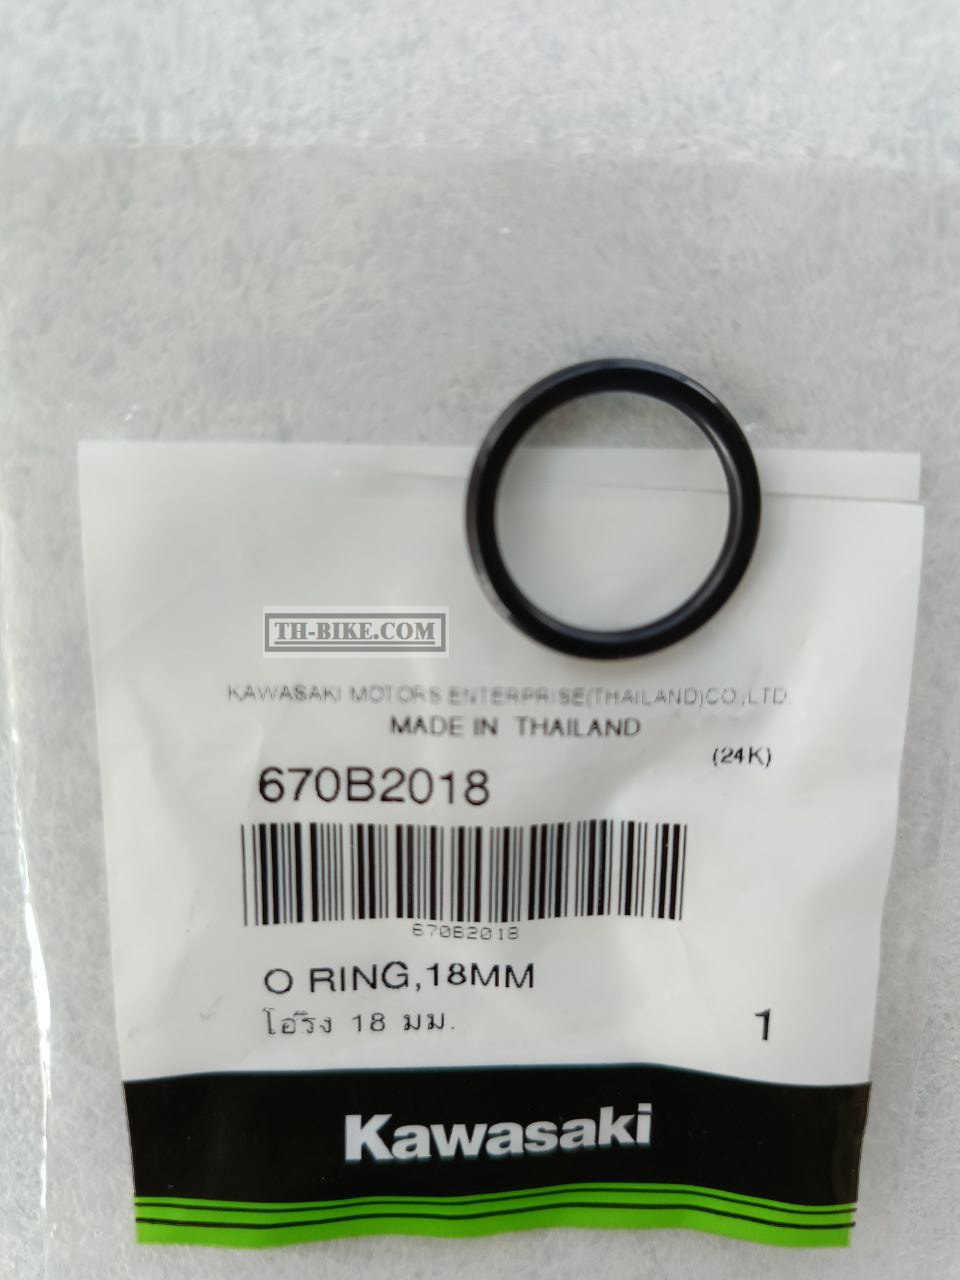 TH-BIKE.COM
KAWASAKI MOTORS ENTERPRISE(THAILAND)CO.,LTD.
MADE IN THAILAND
(24K)
670B2018
670B2018
O RING,18MM
โอริง 18 มม.
1
Kawasaki